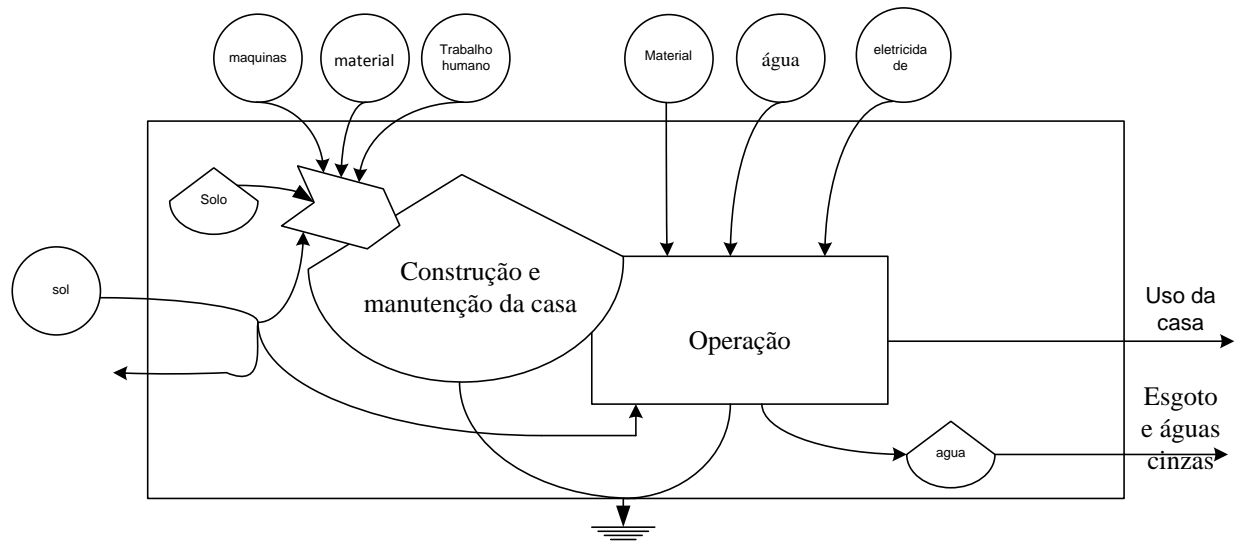 maquinas
material
Trabalho
humano
Material
água
eletricida
de
Solo
sol
Construção e
manutenção da casa
Operação
Uso da
casa
Esgoto
e águas
cinzas
agua